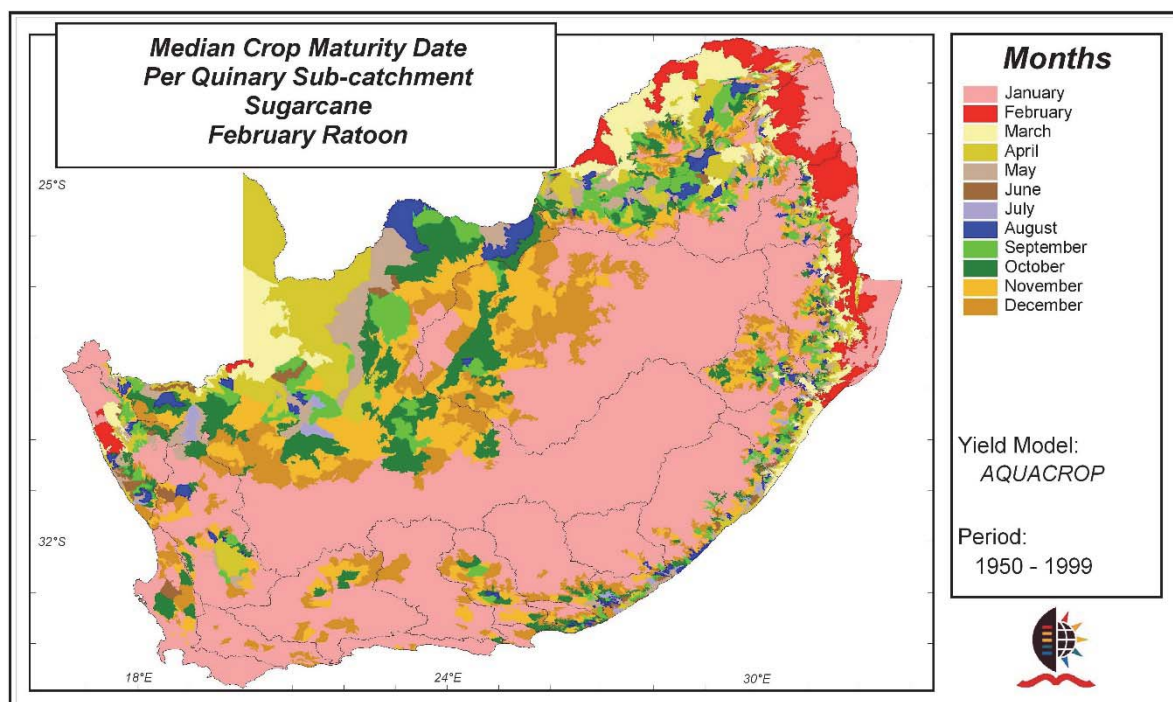 Median Crop Maturity Date
Per Quinary Sub-catchment
Sugarcane
February Ratoon
25°S
32°S
18°E
24°E
30°E
Months
January
February
March
April
May
June
July
August
September
October
November
December
Yield Model:
AQUACROP
Period:
1950 - 1999